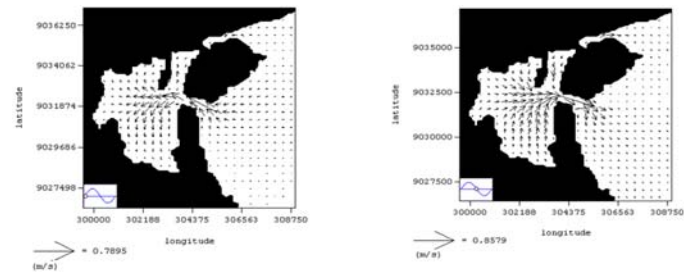 9036250
9034062
9031874
9029686
9027498
latitude
300000 302188 304375 306563 308750
longitude
= 0.7895
(m/s)
9035000
9032500
9030000
9027500
latitude
300000 302188 304375 306563 308750
longitude
= 0.8579
(m/s)